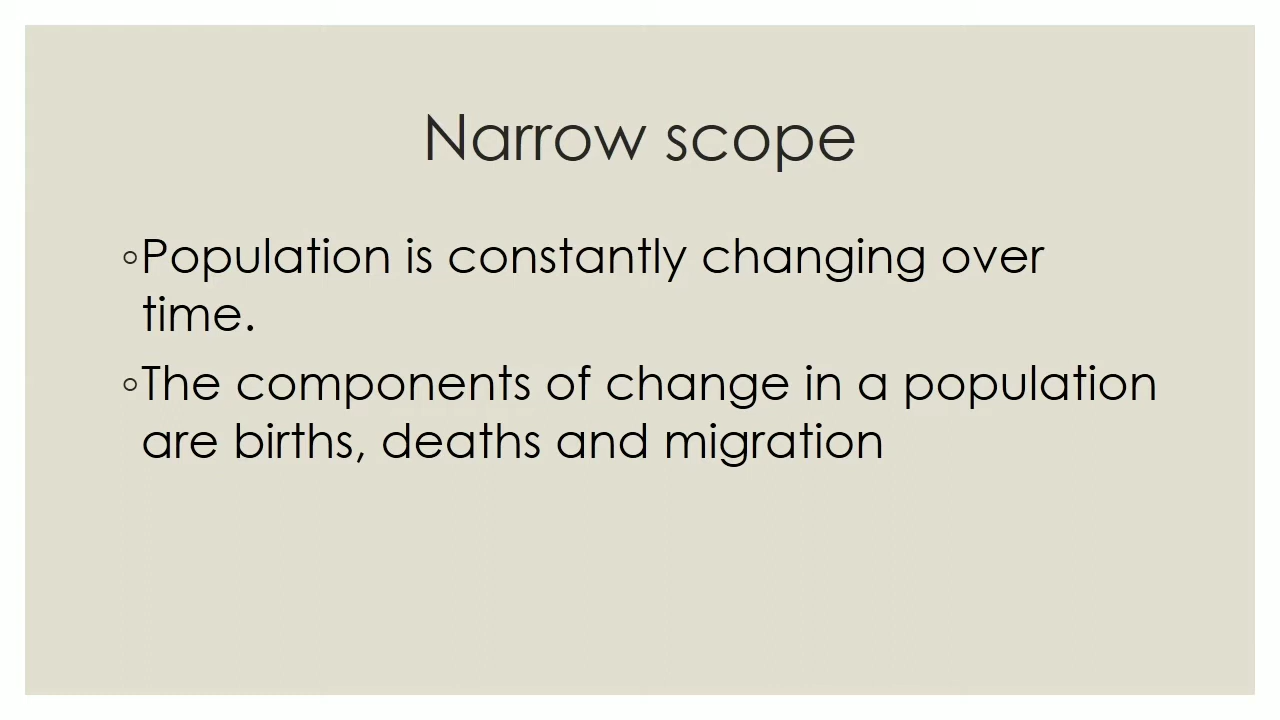 Narrow scope
◦Population is constantly changing over
time.
◦The components of change in a population
are births, deaths and migration